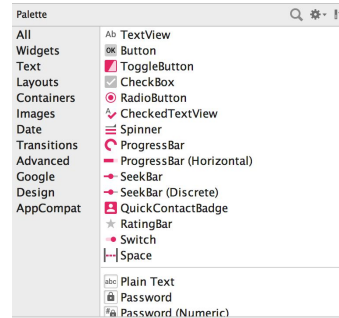 Palette
All
Widgets
Text
Layouts
Containers
Images
Date
Transitions
Advanced
Google
Design
AppCompat
Ab TextView
OK Button
ToggleButton
CheckBox
RadioButton
A CheckedTextView
Spinner
ProgressBar
ProgressBar (Horizontal)
SeekBar
SeekBar (Discrete)
QuickContactBadge
RatingBar
Switch
Space
abc Plain Text
Password
# Password (Numeric)